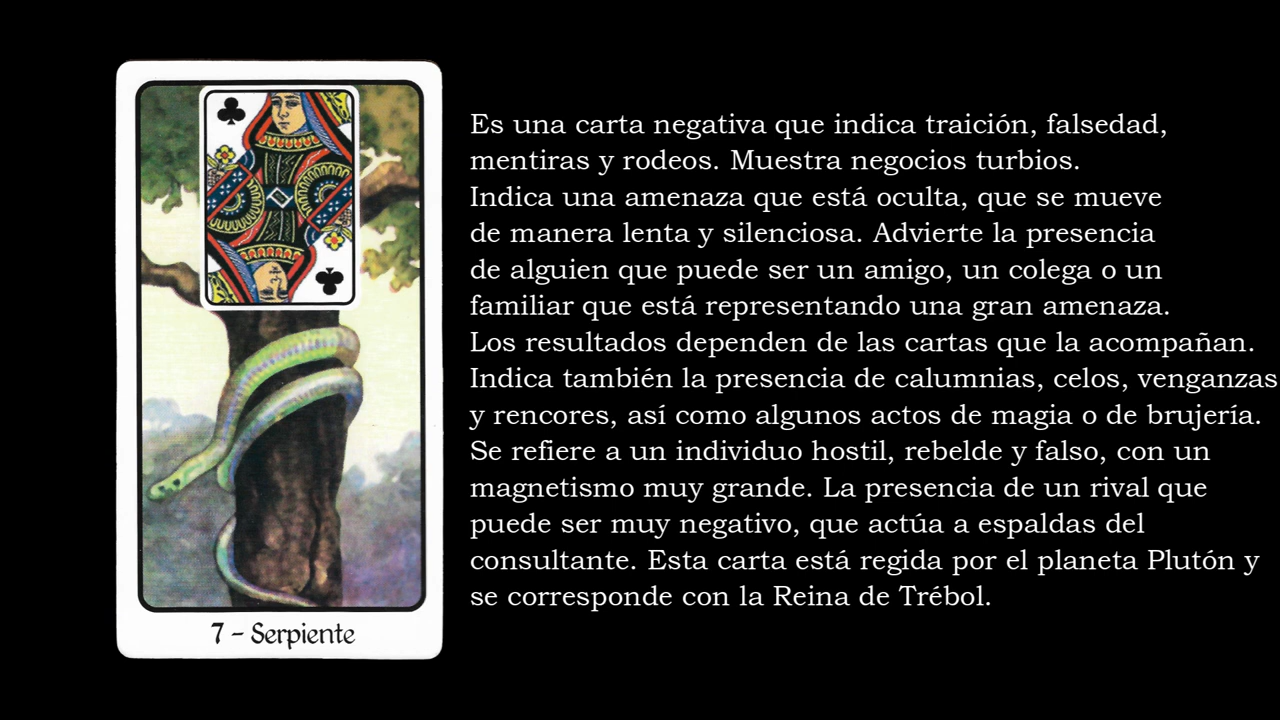 Es una carta negativa que indica traición, falsedad,
mentiras y rodeos. Muestra negocios turbios.
Indica una amenaza que está oculta, que se mueve
de manera lenta y silenciosa. Advierte la presencia
de alguien que puede ser un amigo, un colega o un
familiar que está representando una gran amenaza.
Los resultados dependen de las cartas que la acompañan.
Indica también la presencia de calumnias, celos, venganzas
y rencores, así como algunos actos de magia o de brujería.
Se refiere a un individuo hostil, rebelde y falso, con un
magnetismo muy grande. La presencia de un rival que
puede ser muy negativo, que actúa a espaldas del
consultante. Esta carta está regida por el planeta Plutón y
se corresponde con la Reina de Trébol.
7 - Serpiente